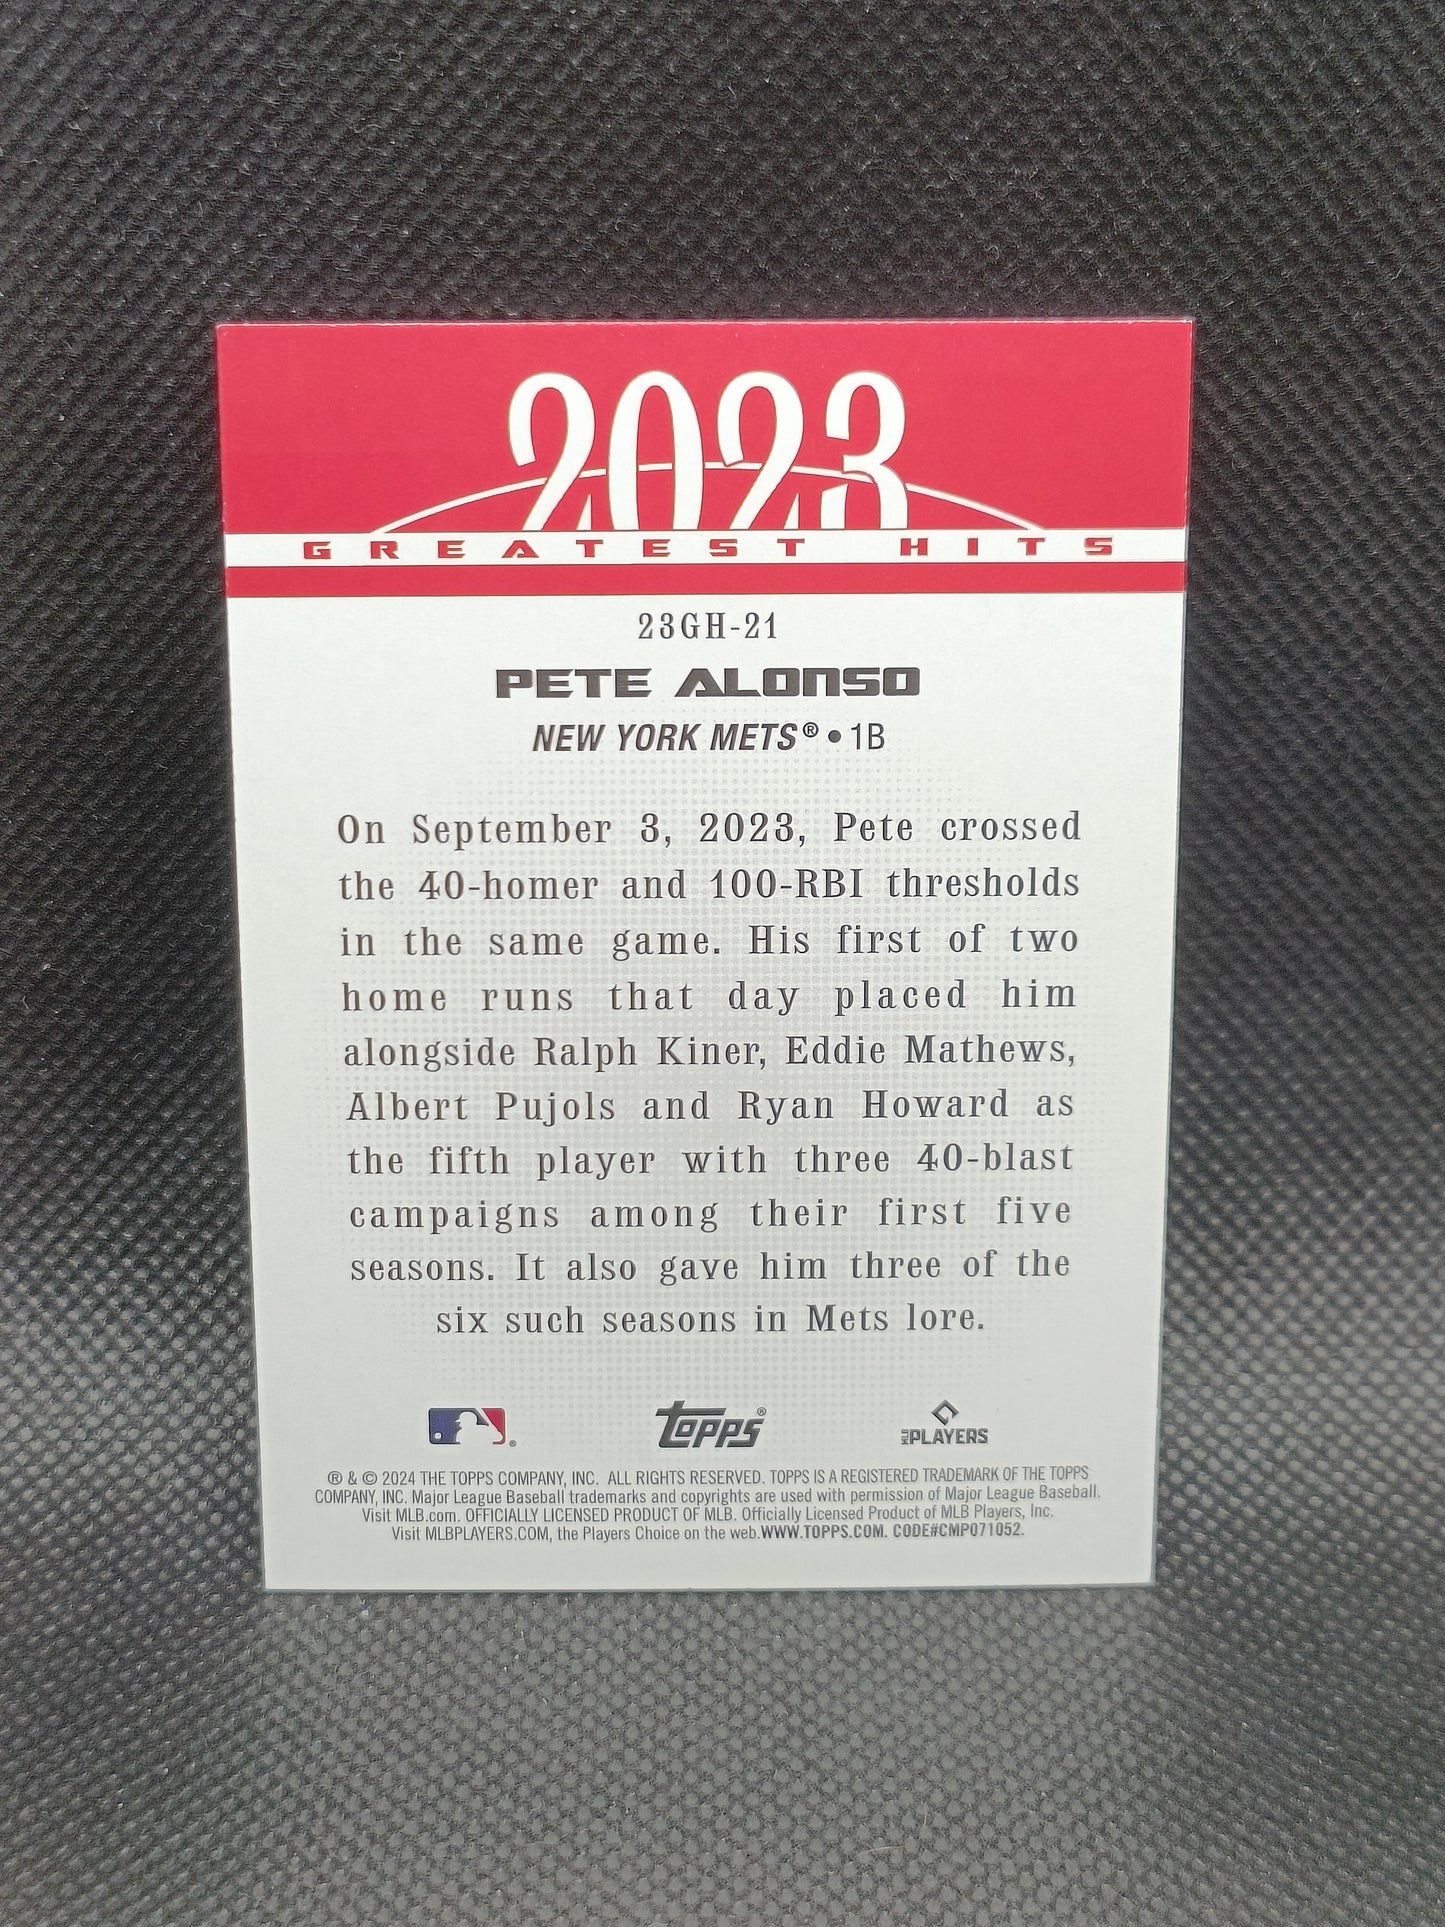 2023
GREATEST HITS
23GH-21
PETE ALONSO
NEW YORK METS® • 1B
On September 3, 2023, Pete crossed
the 40-homer and 100-RBI thresholds
in the same game. His first of two
home runs that day placed him
alongside Ralph Kiner, Eddie Mathews,
Albert Pujols and Ryan Howard as
the fifth player with three 40-blast
campaigns among their first five
seasons. It also gave him three of the
six such seasons in Mets lore.
® topps® MLB PLAYERS
® & © 2024 THE TOPPS COMPANY, INC. ALL RIGHTS RESERVED. TOPPS IS A REGISTERED TRADEMARK OF THE TOPPS
COMPANY, INC. Major League Baseball trademarks and copyrights are used with permission of Major League Baseball.
Visit MLB.com. OFFICIALLY LICENSED PRODUCT OF MLB. Officially Licensed Product of MLB Players, Inc.
Visit MLBPLAYERS.COM, the Players Choice on the web.WWW.TOPPS.COM. CODE#CMP071052.